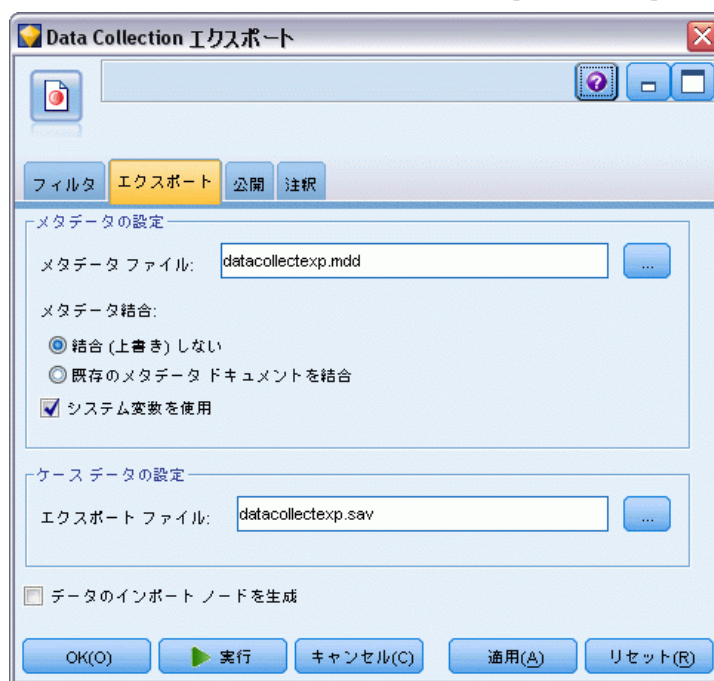 Data Collection エクスポート
フィルタ エクスポート 公開 注釈
メタデータの設定
メタデータ ファイル: datacollectexp.mdd ...
メタデータ結合:
結合 (上書き) しない
既存のメタデータ ドキュメントを結合
システム変数を使用
ケース データの設定
エクスポート ファイル: datacollectexp.sav ...
データのインポート ノードを生成
OK(O) 実行 キャンセル(C) 適用(A) リセット(R)